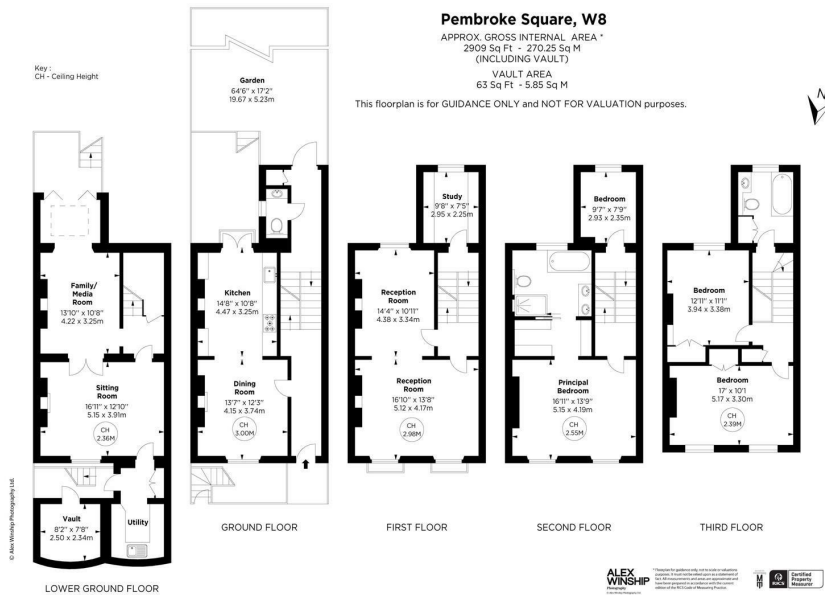 Pembroke Square, W8
APPROX. GROSS INTERNAL AREA *
2909 Sq Ft - 270.25 Sq M
(INCLUDING VAULT)
VAULT AREA
63 Sq Ft - 5.85 Sq M
This floorplan is for GUIDANCE ONLY and NOT FOR VALUATION purposes.
N
Key :
CH - Ceiling Height
Family/
Media
Room
13'10" x 10'8"
4.22 x 3.25M
Sitting
Room
16'11" x 12'10"
5.15 x 3.91m
CH
2.36M
Vault
8'2" x 7'8"
2.50 x 2.34m
Utility
LOWER GROUND FLOOR
Garden
64'6" x 17'2"
19.67 x 5.23m
Kitchen
14'8" x 10'8"
4.47 x 3.25m
Dining
Room
13'7" x 12'3"
4.15 x 3.74m
CH
3.00M
GROUND FLOOR
Study
9'8" x 7'5"
2.95 x 2.25m
Reception
Room
14'4" x 10'11"
4.38 x 3.34m
Reception
Room
16'10" x 13'8"
5.12 x 4.17m
CH
2.98M
FIRST FLOOR
Bedroom
9'7" x 7'9"
2.93 x 2.35m
Principal
Bedroom
16'11" x 13'9"
5.15 x 4.19m
CH
2.55M
SECOND FLOOR
Bedroom
12'11" x 11'1"
3.94 x 3.38m
Bedroom
17' x 10'1
5.17 x 3.30m
CH
2.39M
THIRD FLOOR
© Alex Winship Photography Ltd.
ALEX
WINSHIP
Photography
RICS
Certified
Property
Measurer